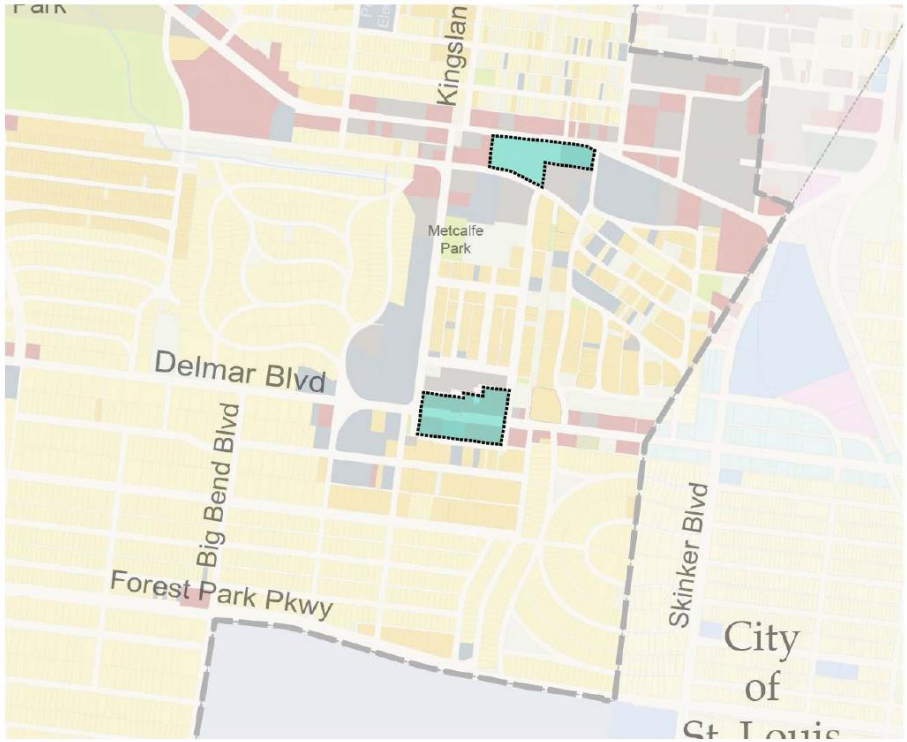 Park
Kingslan
Metcalfe
Park
Delmar Blvd
Big Bend Blvd
Forest Park Pkwy
Skinker Blvd
City
of
St. Louis